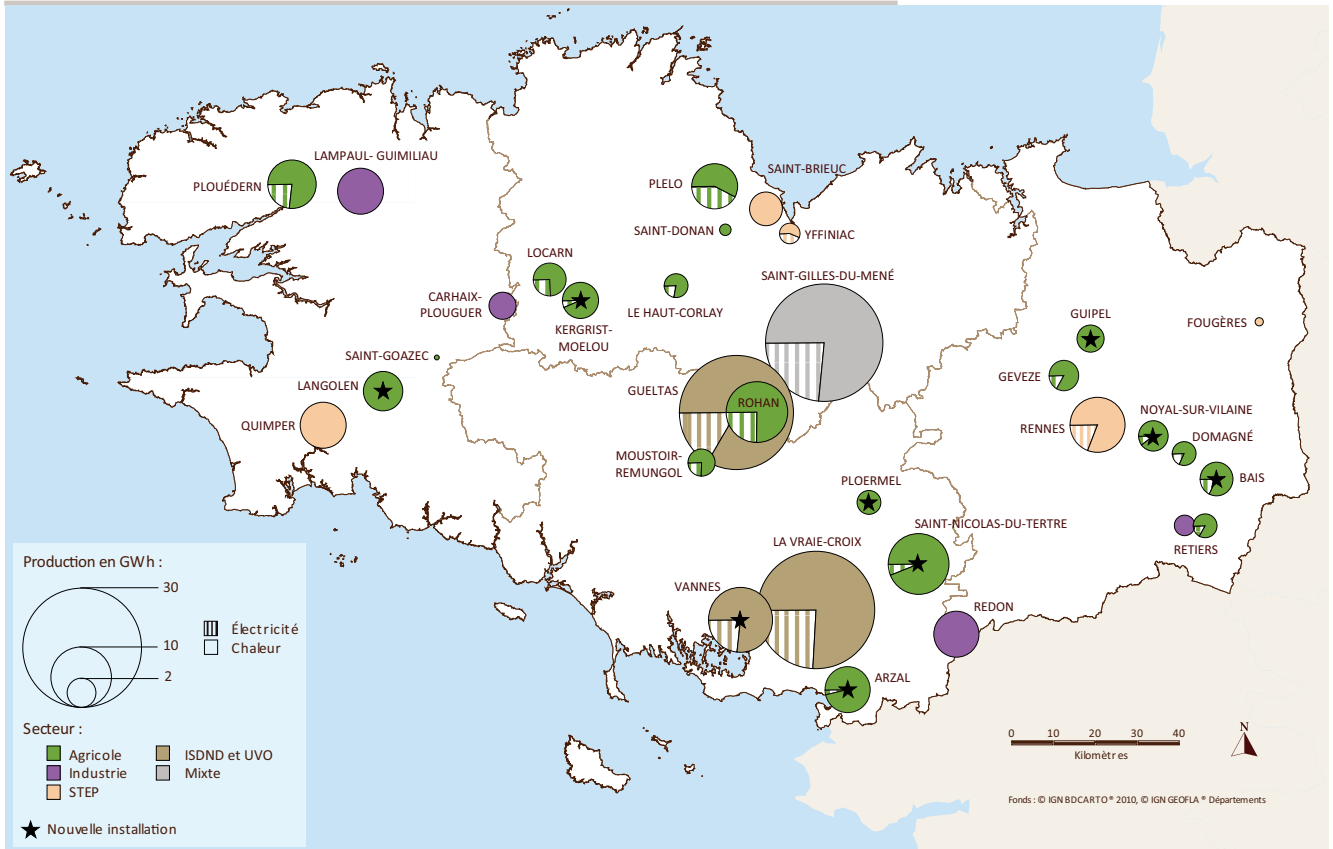 LAMPAUL- GUIMILIAU
PLOUÉDERN
SAINT-BRIEUC
PLELO
SAINT-DONAN
YFFINIAC
LOCARN
SAINT-GILLES-DU-MENÉ
CARHAIX-
PLOUGUER
LE HAUT-CORLAY
KERGRIST-
MOELOU
GUIPEL
FOUGÈRES
SAINT-GOAZEC
LANGOLEN
GEVEZE
GUELTAS
ROHAN
QUIMPER
NOYAL-SUR-VILAINE
RENNES
DOMAGNÉ
MOUSTOIR-
REMUNGOL
BAIS
PLOERMEL
SAINT-NICOLAS-DU-TERTRE
LA VRAIE-CROIX
RETIERS
VANNES
REDON
ARZAL
Production en GWh :
30
10
2
Électricité
Chaleur
Secteur :
Agricole
Industrie
STEP
ISDND et UVO
Mixte
Nouvelle installation
0 10 20 30 40
Kilomètres
N
Fonds : © IGN BDCARTO ® 2010, © IGN GEOFLA ® Départements